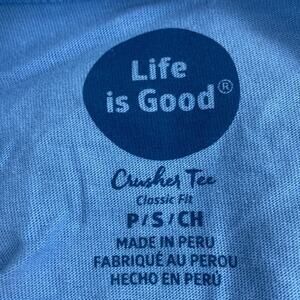 Life
is Good®
Crusher Tee
Classic Fit
P/S/CH
MADE IN PERU
FABRIQUÉ AU PEROU
HECHO EN PERÚ